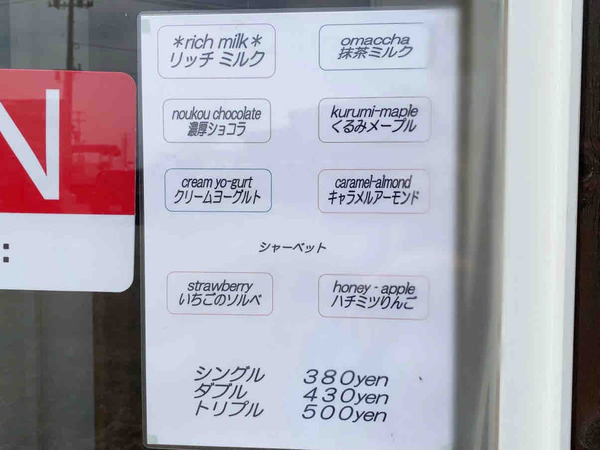 *rich milk*
リッチ ミルク
omaccha
抹茶ミルク
noukou chocolate
濃厚ショコラ
kurumi-maple
くるみメープル
cream yo-gurt
クリームヨーグルト
caramel-almond
キャラメルアーモンド
シャーベット
strawberry
いちごのソルベ
honey - apple
ハチミツりんご
シングル 380yen
ダブル 430yen
トリプル 500yen
N
: